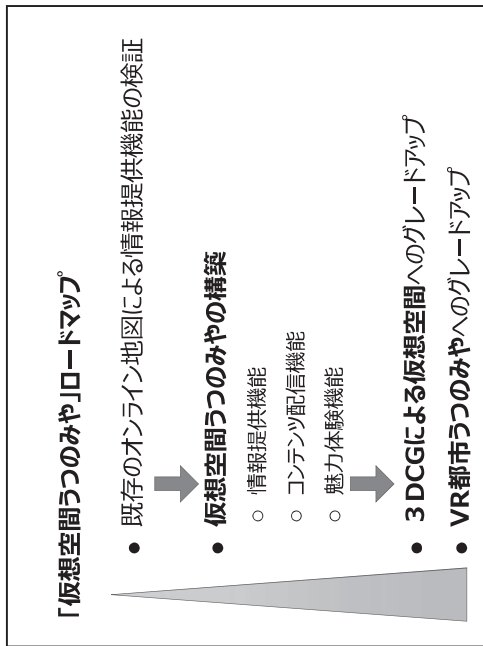 「仮想空間うつのみや」ロードマップ
● 既存のオンライン地図による情報提供機能の検証
● 仮想空間うつのみやの構築
○ 情報提供機能
○ コンテンツ配信機能
○ 魅力体験機能
● 3DCGによる仮想空間へのグレードアップ
● VR都市うつのみやへのグレードアップ